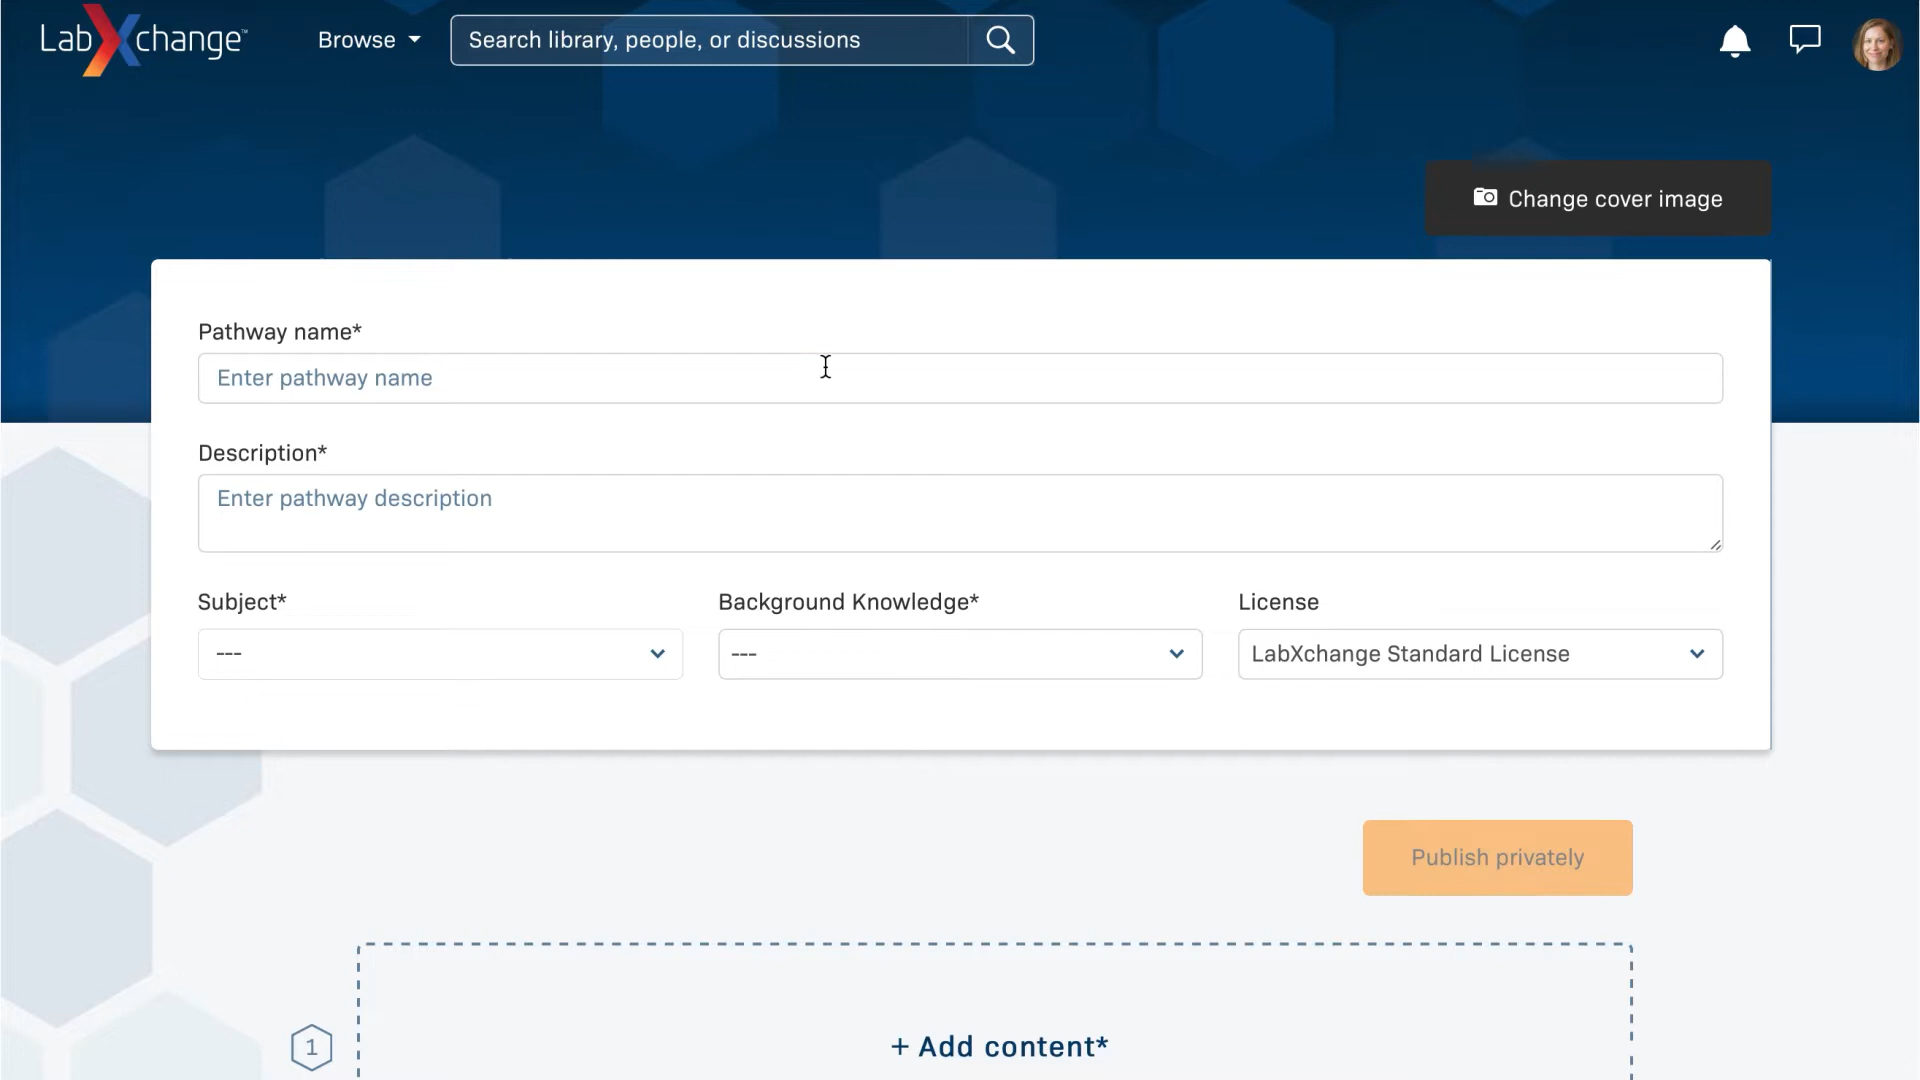 LabXchange™
Browse
Search library, people, or discussions
Change cover image
Pathway name*
Enter pathway name
Description*
Enter pathway description
Subject*
Background Knowledge*
License
---
---
LabXchange Standard License
Publish privately
1
+ Add content*